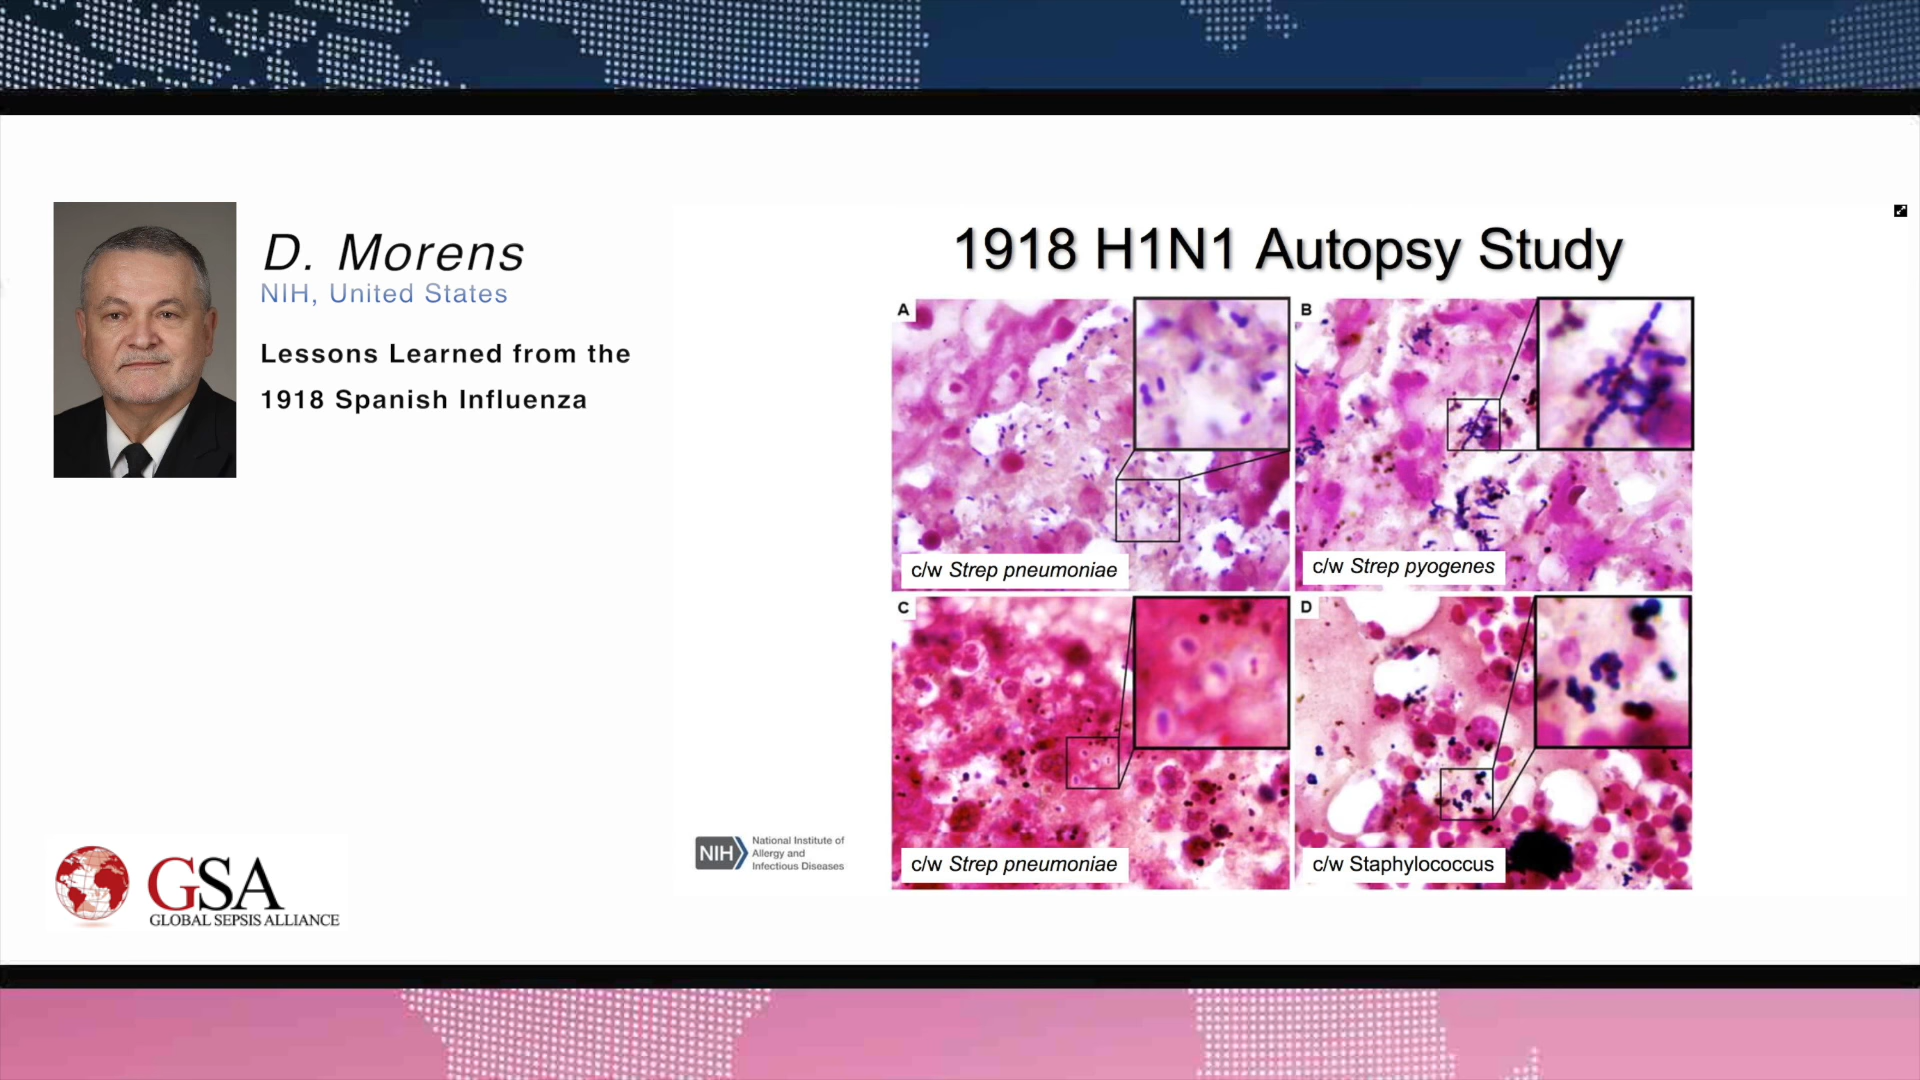 D. Morens
NIH, United States
Lessons Learned from the
1918 Spanish Influenza
GSA
GLOBAL SEPSIS ALLIANCE
1918 H1N1 Autopsy Study
A
c/w Strep pneumoniae
B
c/w Strep pyogenes
C
c/w Strep pneumoniae
D
c/w Staphylococcus
NIH
National Institute of
Allergy and
Infectious Diseases